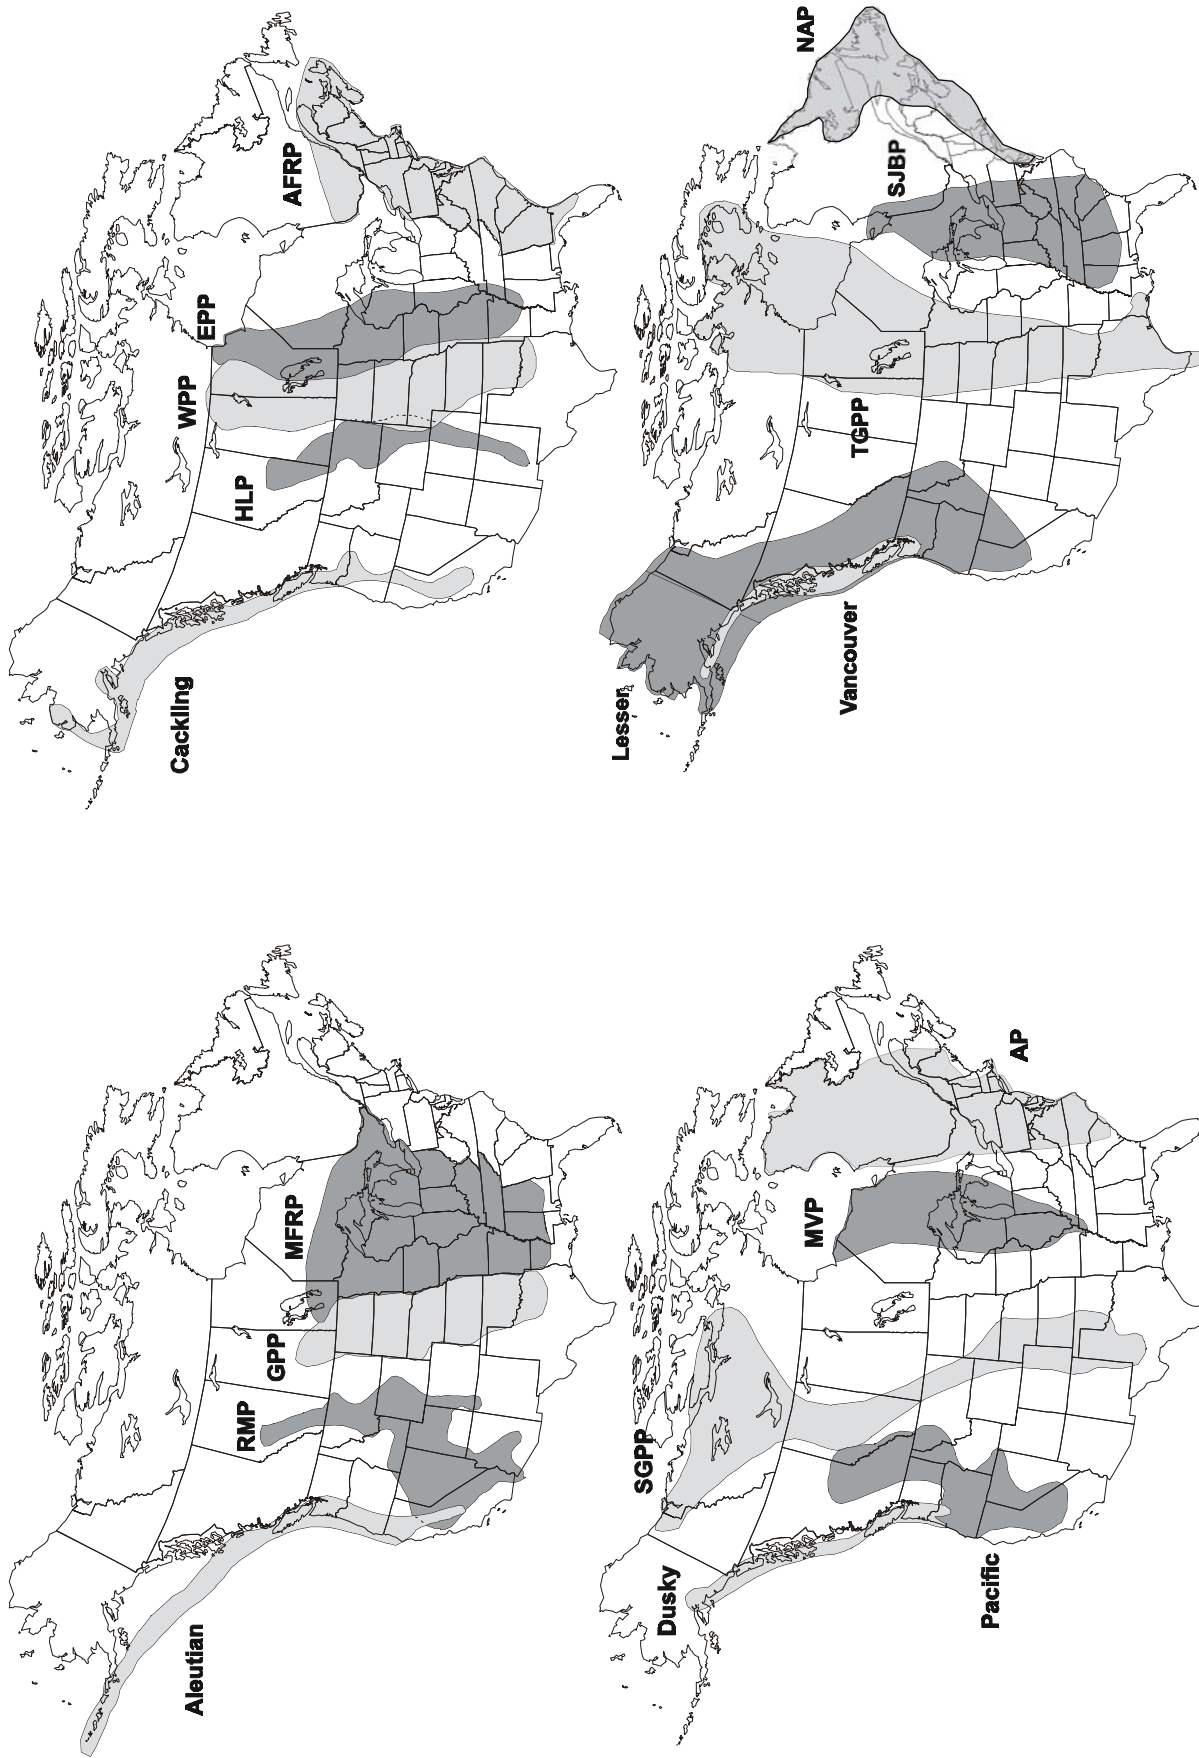 Aleutian
RMP
GPP
MFRP
Cackling
HLP
WPP
EPP
AFRP
Dusky
Pacific
SGPP
MVP
AP
Lesser
Vancouver
TGPP
SJBP
NAP